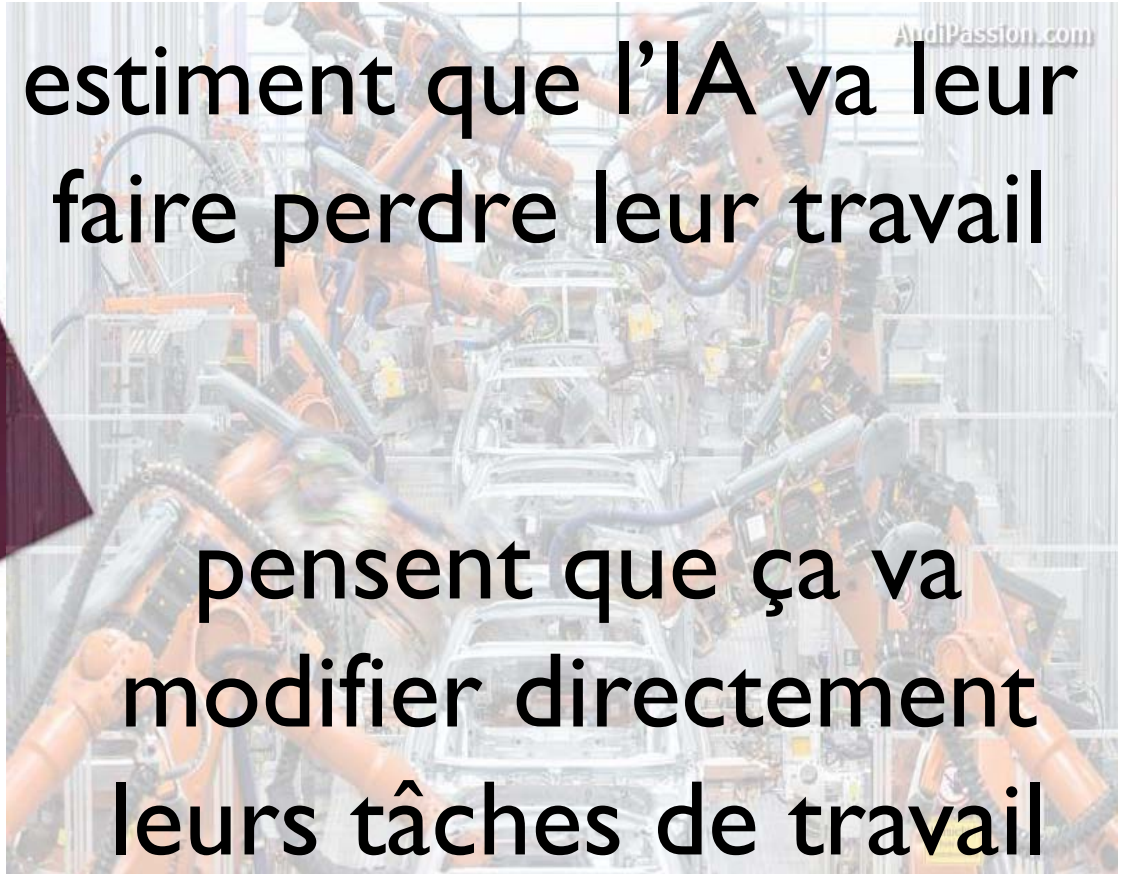 AudiPassion.com
estiment que l’IA va leur
faire perdre leur travail
pensent que ça va
modifier directement
leurs tâches de travail